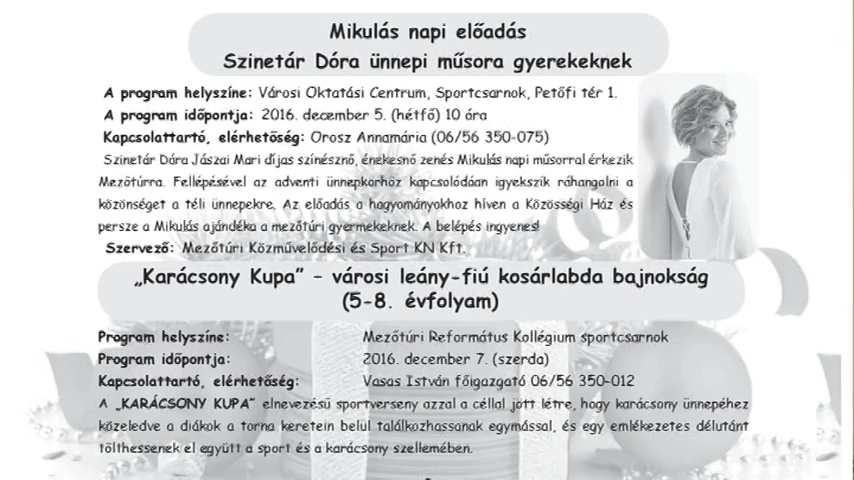 Mikulás napi előadás
Szinetár Dóra ünnepi műsora gyerekeknek
A program helyszíne: Városi Oktatási Centrum, Sportcsarnok, Petőfi tér 1.
A program időpontja: 2016. december 5. (hétfő) 10 óra
Kapcsolattartó, elérhetőség: Orosz Annamária (06/56 350-075)
Szinetár Dóra Jászai Mari díjas színésznő, énekesnő zenés Mikulás napi műsorral érkezik
Mezőtúrra. Fellépésével az adventi ünnepkörhöz kapcsolódóan igyekszik ráhangolni a
közönséget a téli ünnepekre. Az előadás a hagyományokhoz híven a Közösségi Ház és
persze a Mikulás ajándéka a mezőtúri gyermekeknek. A belépés ingyenes!
Szervező: Mezőtúri Közművelődési és Sport KN Kft.
„Karácsony Kupa” – városi leány-fiú kosárlabda bajnokság
(5-8. évfolyam)
Program helyszíne: Mezőtúri Református Kollégium sportcsarnok
Program időpontja: 2016. december 7. (szerda)
Kapcsolattartó, elérhetőség: Vasas István főigazgató 06/56 350-012
A „KARÁCSONY KUPA” elnevezésű sportverseny azzal a céllal jött létre, hogy karácsony ünnepéhez
közeledve a diákok a torna keretein belül találkozhassanak egymással, és egy emlékezetes délutánt
tölthessenek el együtt a sport és a karácsony szellemében.